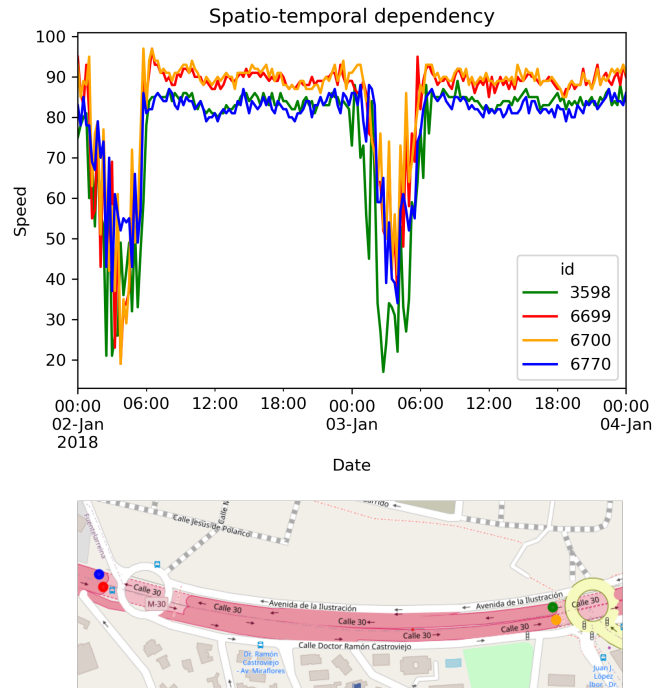 Spatio-temporal dependency
100
90
80
70
60
50
40
30
20
Speed
id
3598
6699
6700
6770
00:00 06:00 12:00 18:00 00:00 06:00 12:00 18:00 00:00
02-Jan 03-Jan 04-Jan
2018
Date
Calle Jesús de Polanco
Calle 30
M-30
Calle 30
Avenida de la Ilustración
Avenida de la Ilustración
Calle 30
Calle 30
Calle 30
Calle 30
Calle Doctor Ramón Castroviejo
Dr. Ramón
Castroviejo
- Av. Miraflores
Juan J.
López
Ibor - Dr.